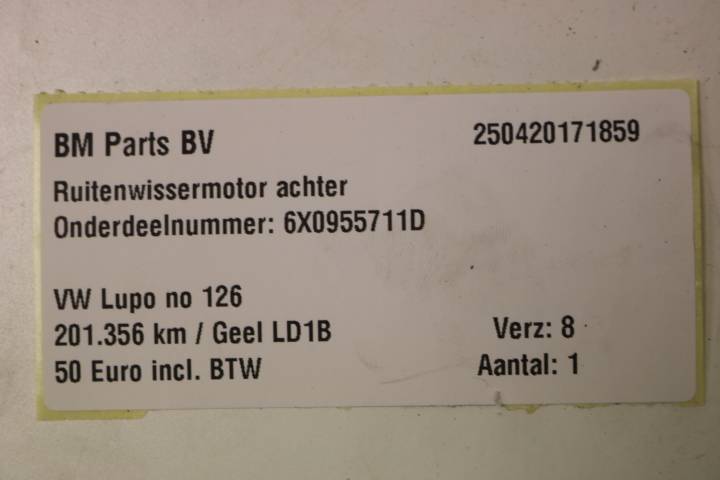 BM Parts BV 250420171859
Ruitenwissermotor achter
Onderdeelnummer: 6X0955711D
VW Lupo no 126
201.356 km / Geel LD1B Verz: 8
50 Euro incl. BTW Aantal: 1